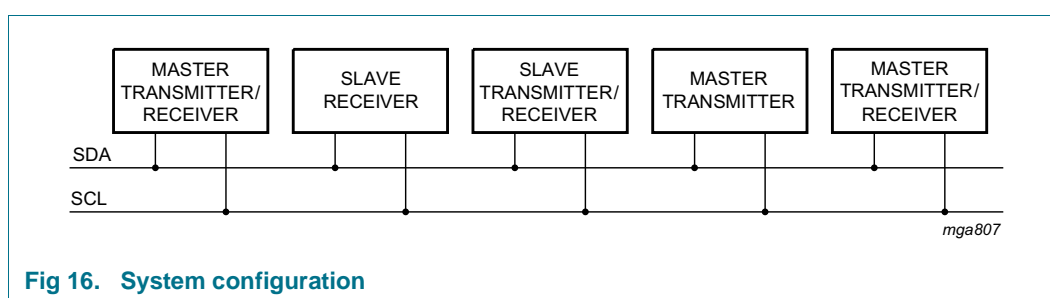 MASTER
TRANSMITTER/
RECEIVER
SLAVE
RECEIVER
SLAVE
TRANSMITTER/
RECEIVER
MASTER
TRANSMITTER
MASTER
TRANSMITTER/
RECEIVER
SDA
SCL
mga807
Fig 16. System configuration